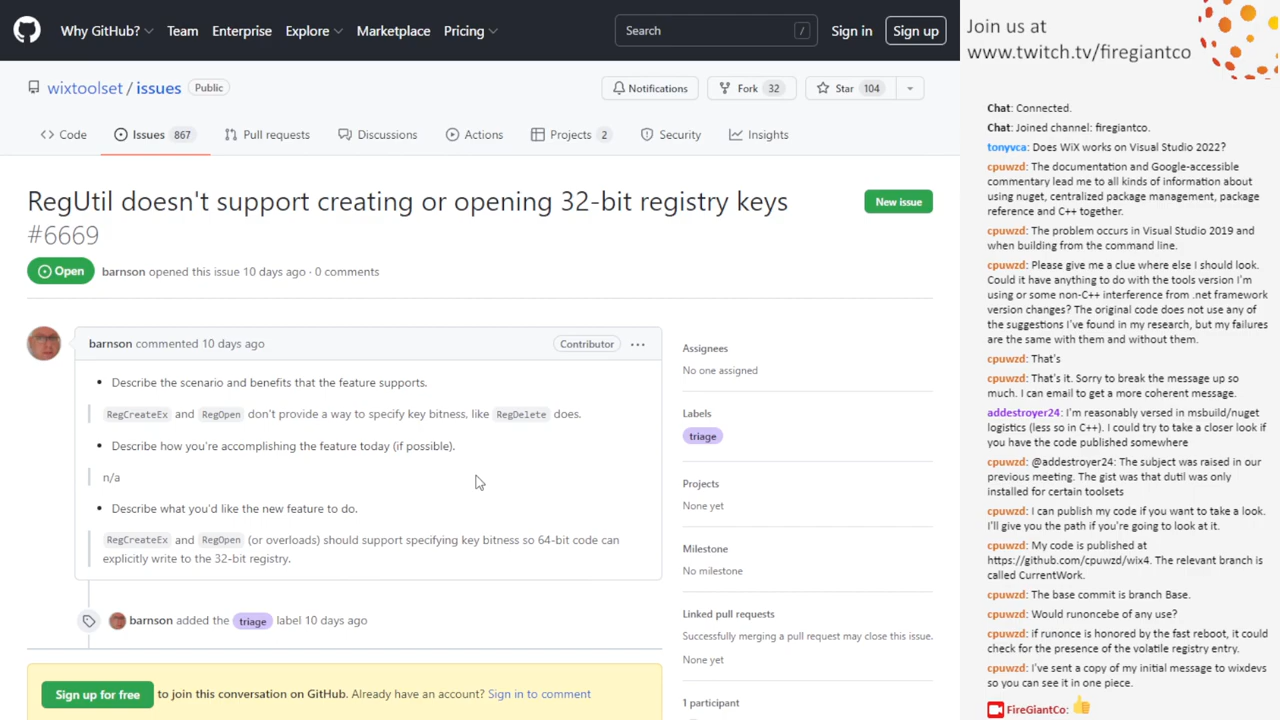 Why GitHub? Team Enterprise Explore Marketplace Pricing Search / Sign in Sign up
wixtoolset / issues Public Notifications Fork 32 Star 104
Code Issues 867 Pull requests Discussions Actions Projects 2 Security Insights
RegUtil doesn't support creating or opening 32-bit registry keys
#6669
New issue
Open barnson opened this issue 10 days ago · 0 comments
barnson commented 10 days ago Contributor
• Describe the scenario and benefits that the feature supports.
RegCreateEx and RegOpen don't provide a way to specify key bitness, like RegDelete does.
• Describe how you're accomplishing the feature today (if possible).
n/a
• Describe what you'd like the new feature to do.
RegCreateEx and RegOpen (or overloads) should support specifying key bitness so 64-bit code can
explicitly write to the 32-bit registry.
barnson added the triage label 10 days ago
Sign up for free to join this conversation on GitHub. Already have an account? Sign in to comment
Assignees
No one assigned
Labels
triage
Projects
None yet
Milestone
No milestone
Linked pull requests
Successfully merging a pull request may close this issue.
None yet
1 participant
Join us at
www.twitch.tv/firegiantco
Chat: Connected.
Chat: Joined channel: firegiantco.
tonyvca: Does WiX works on Visual Studio 2022?
cpuwzd: The documentation and Google-accessible
commentary lead me to all kinds of information about
using nuget, centralized package management, package
reference and C++ together.
cpuwzd: The problem occurs in Visual Studio 2019 and
when building from the command line.
cpuwzd: Please give me a clue where else I should look.
Could it have anything to do with the tools version I'm
using or some non-C++ interference from .net framework
version changes? The original code does not use any of
the suggestions I've found in my research, but my failures
are the same with them and without them.
cpuwzd: That's
cpuwzd: That's it. Sorry to break the message up so
much. I can email to get a more coherent message.
addestroyer24: I'm reasonably versed in msbuild/nuget
logistics (less so in C++). I could try to take a closer look if
you have the code published somewhere
cpuwzd: @addestroyer24: The subject was raised in our
previous meeting. The gist was that dutil was only
installed for certain toolsets
cpuwzd: I can publish my code if you want to take a look.
I'll give you the path if you're going to look at it.
cpuwzd: My code is published at
https://github.com/cpuwzd/wix4. The relevant branch is
called CurrentWork.
cpuwzd: The base commit is branch Base.
cpuwzd: Would runoncebe of any use?
cpuwzd: if runonce is honored by the fast reboot, it could
check for the presence of the volatile registry entry.
cpuwzd: I've sent a copy of my initial message to wixdevs
so you can see it in one piece.
FireGiantCo: